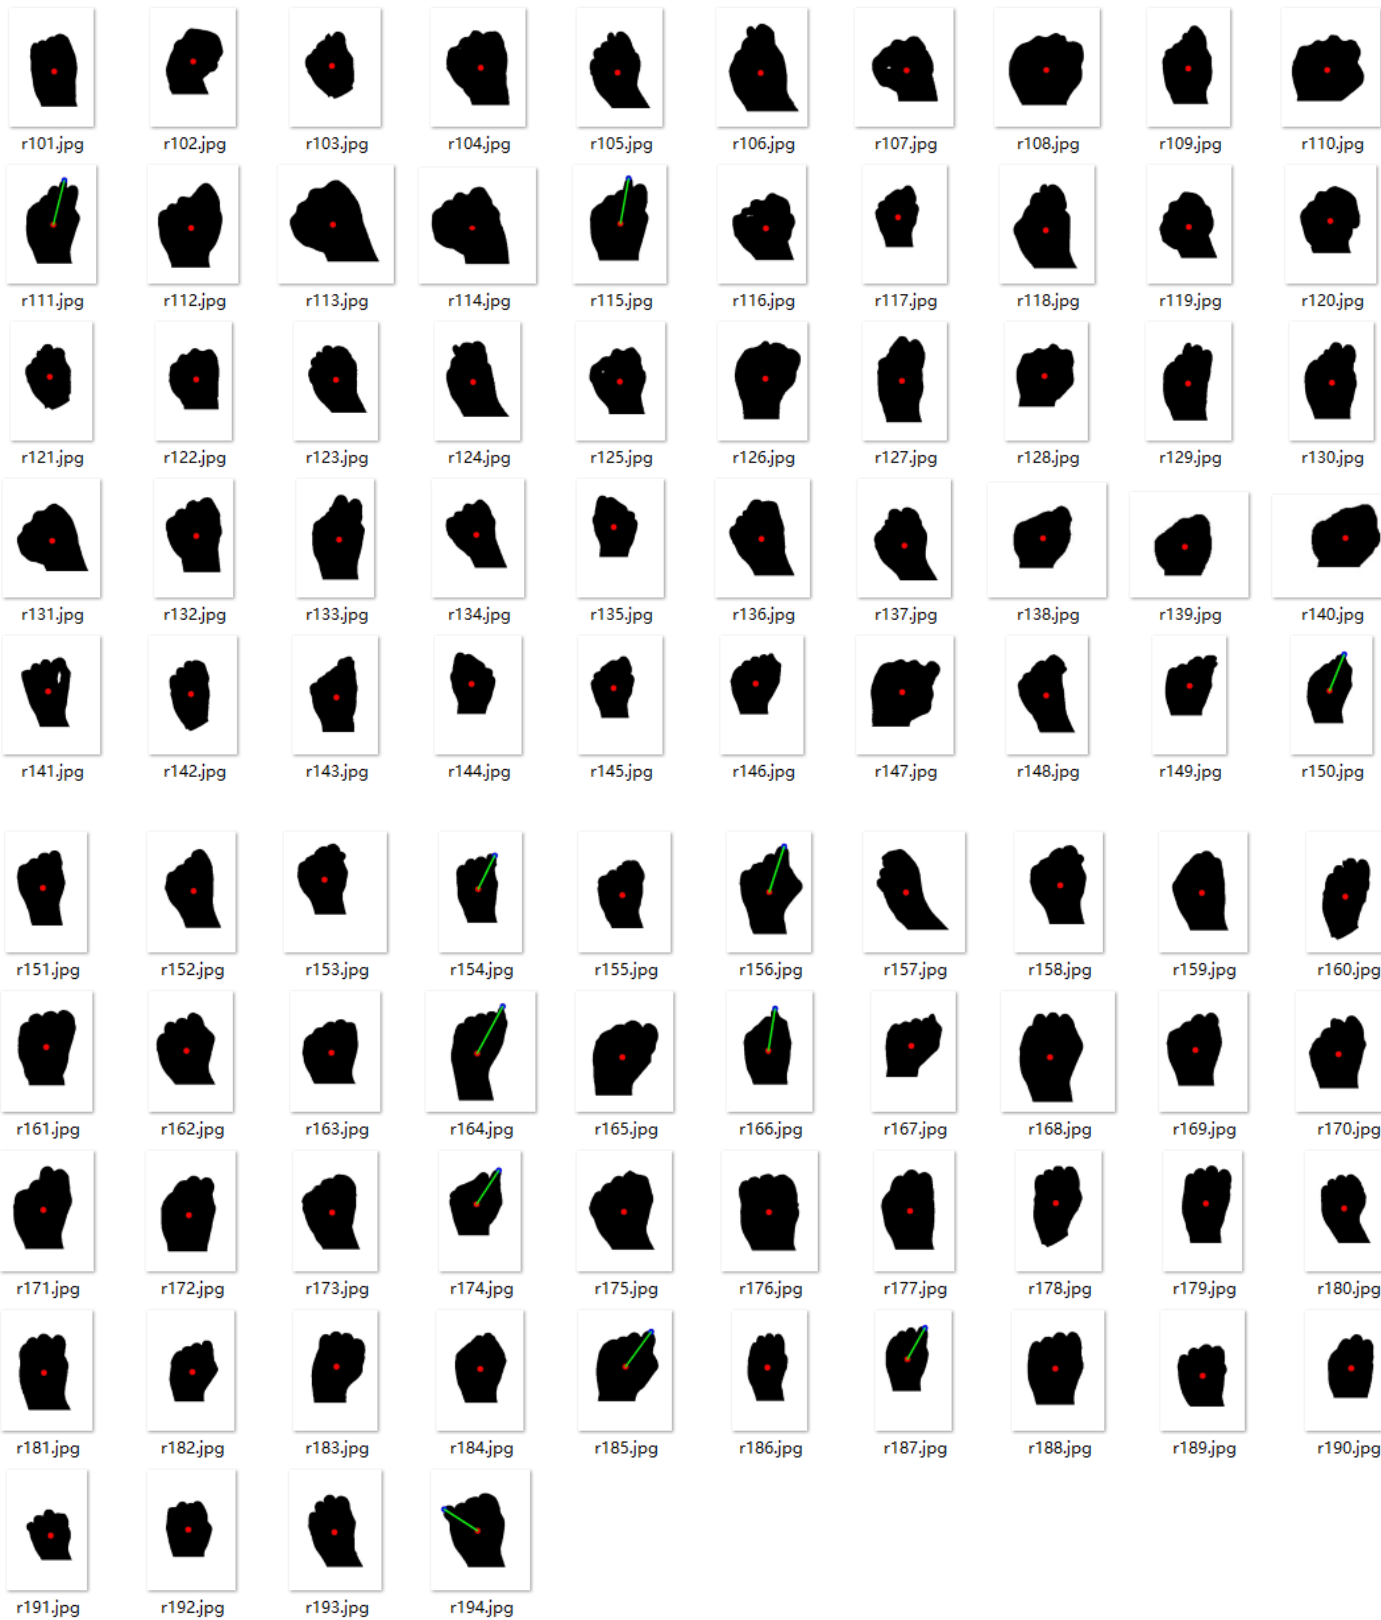 r101.jpg r102.jpg r103.jpg r104.jpg r105.jpg r106.jpg r107.jpg r108.jpg r109.jpg r110.jpg
r111.jpg r112.jpg r113.jpg r114.jpg r115.jpg r116.jpg r117.jpg r118.jpg r119.jpg r120.jpg
r121.jpg r122.jpg r123.jpg r124.jpg r125.jpg r126.jpg r127.jpg r128.jpg r129.jpg r130.jpg
r131.jpg r132.jpg r133.jpg r134.jpg r135.jpg r136.jpg r137.jpg r138.jpg r139.jpg r140.jpg
r141.jpg r142.jpg r143.jpg r144.jpg r145.jpg r146.jpg r147.jpg r148.jpg r149.jpg r150.jpg
r151.jpg r152.jpg r153.jpg r154.jpg r155.jpg r156.jpg r157.jpg r158.jpg r159.jpg r160.jpg
r161.jpg r162.jpg r163.jpg r164.jpg r165.jpg r166.jpg r167.jpg r168.jpg r169.jpg r170.jpg
r171.jpg r172.jpg r173.jpg r174.jpg r175.jpg r176.jpg r177.jpg r178.jpg r179.jpg r180.jpg
r181.jpg r182.jpg r183.jpg r184.jpg r185.jpg r186.jpg r187.jpg r188.jpg r189.jpg r190.jpg
r191.jpg r192.jpg r193.jpg r194.jpg